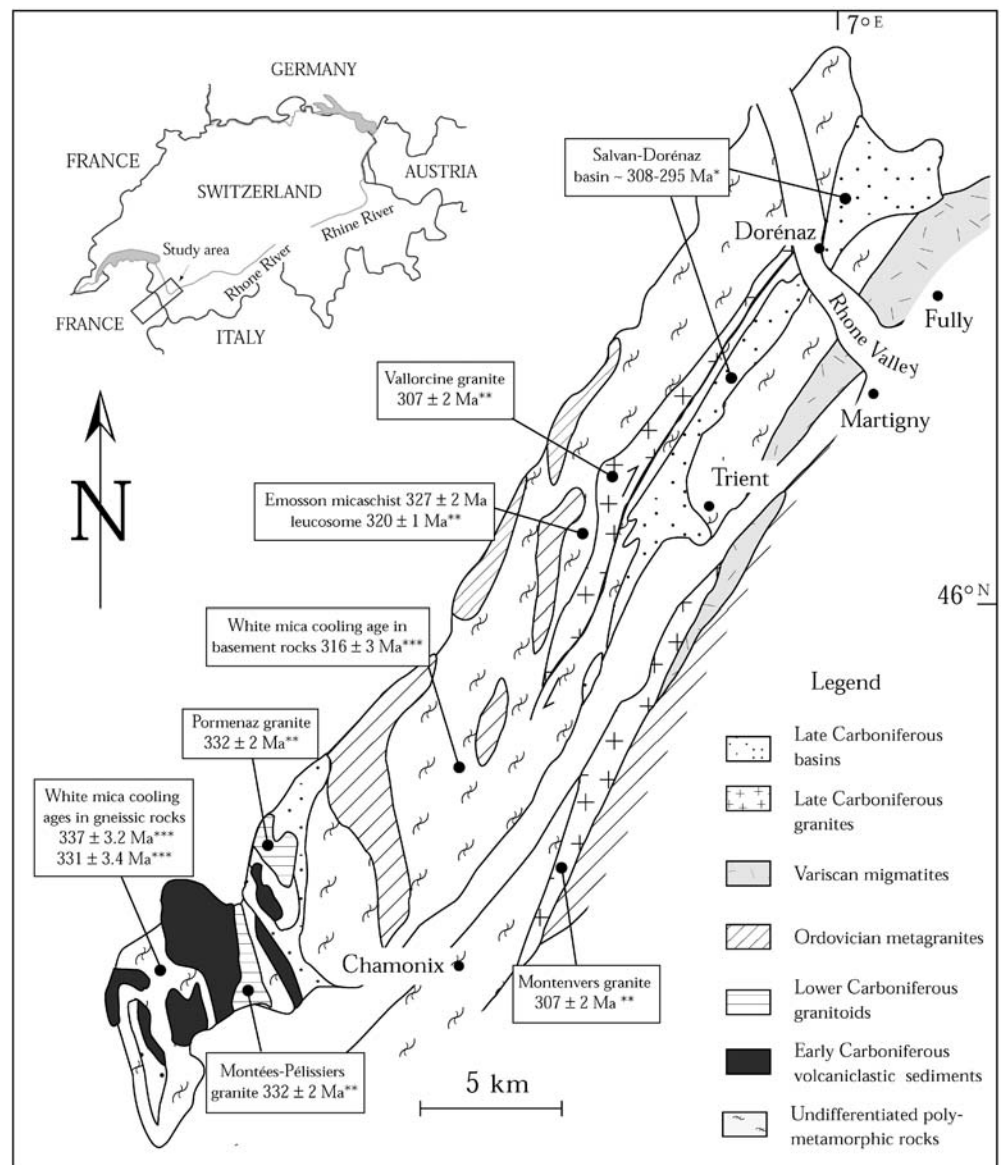 7° E
GERMANY
FRANCE
AUSTRIA
SWITZERLAND
Rhine River
Study area
Rhone River
FRANCE
ITALY
Salvan-Dorénaz
basin ~ 308-295 Ma*
Dorénaz
Rhone Valley
Fully
Martigny
Vallorcine granite
307 ± 2 Ma**
Trient
Emosson micaschist 327 ± 2 Ma
leucosome 320 ± 1 Ma**
N
46° N
White mica cooling age in
basement rocks 316 ± 3 Ma***
Pormenaz granite
332 ± 2 Ma**
White mica cooling
ages in gneissic rocks
337 ± 3.2 Ma***
331 ± 3.4 Ma***
Chamonix
Montenvers granite
307 ± 2 Ma **
Montées-Pélissiers
granite 332 ± 2 Ma**
5 km
Legend
Late Carboniferous
basins
Late Carboniferous
granites
Variscan migmatites
Ordovician metagranites
Lower Carboniferous
granitoids
Early Carboniferous
volcaniclastic sediments
Undifferentiated poly-
metamorphic rocks